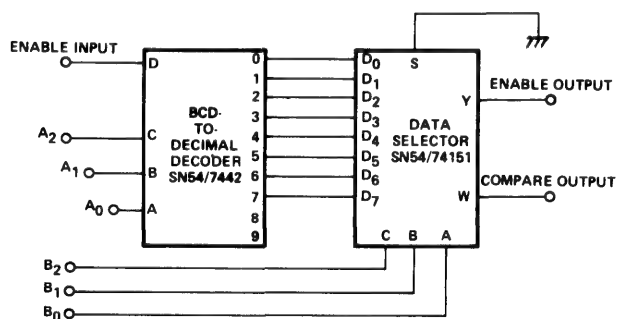 ENABLE INPUT
D
C
B
A
A2
A1
A0
BCD-
TO-
DECIMAL
DECODER
SN54/7442
0
1
2
3
4
5
6
7
8
9
D0
D1
D2
D3
D4
D5
D6
D7
S
DATA
SELECTOR
SN54/74151
Y
W
C B A
ENABLE OUTPUT
COMPARE OUTPUT
B2
B1
B0